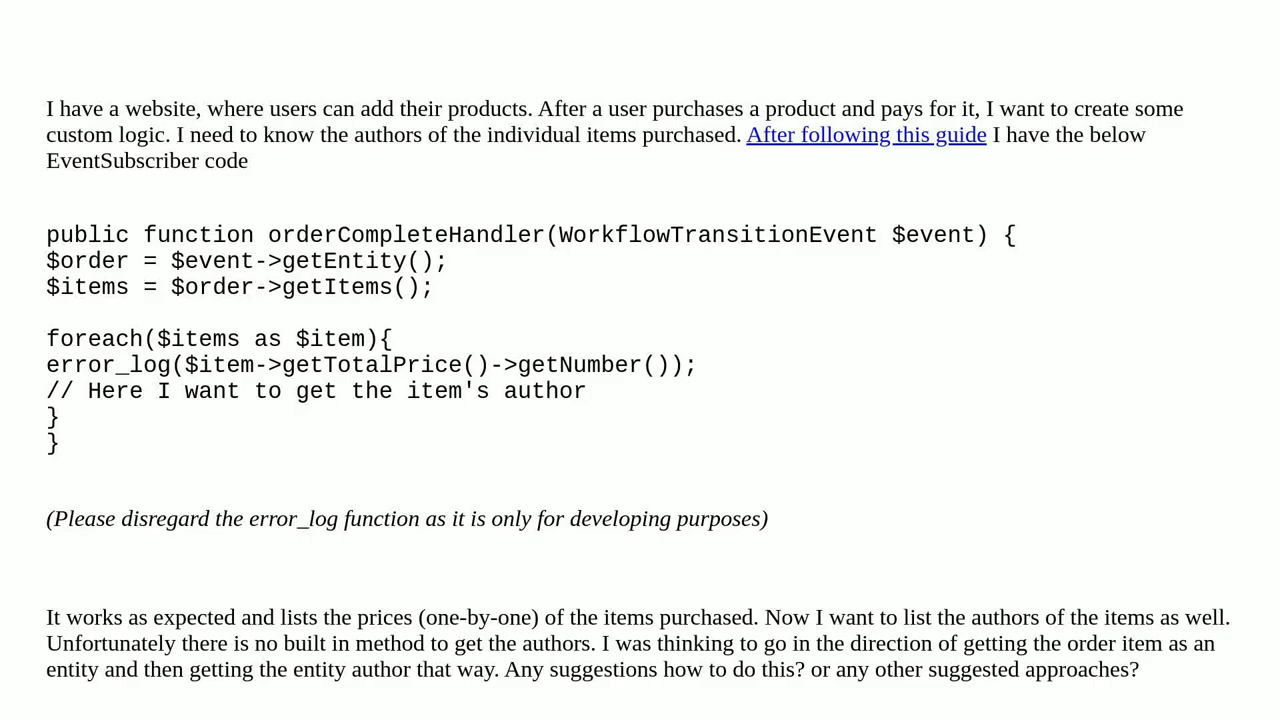 I have a website, where users can add their products. After a user purchases a product and pays for it, I want to create some
custom logic. I need to know the authors of the individual items purchased. After following this guide I have the below
EventSubscriber code
public function orderCompleteHandler(WorkflowTransitionEvent $event) {
$order = $event->getEntity();
$items = $order->getItems();
foreach($items as $item){
error_log($item->getTotalPrice()->getNumber());
// Here I want to get the item's author
}
}
(Please disregard the error_log function as it is only for developing purposes)
It works as expected and lists the prices (one-by-one) of the items purchased. Now I want to list the authors of the items as well.
Unfortunately there is no built in method to get the authors. I was thinking to go in the direction of getting the order item as an
entity and then getting the entity author that way. Any suggestions how to do this? or any other suggested approaches?